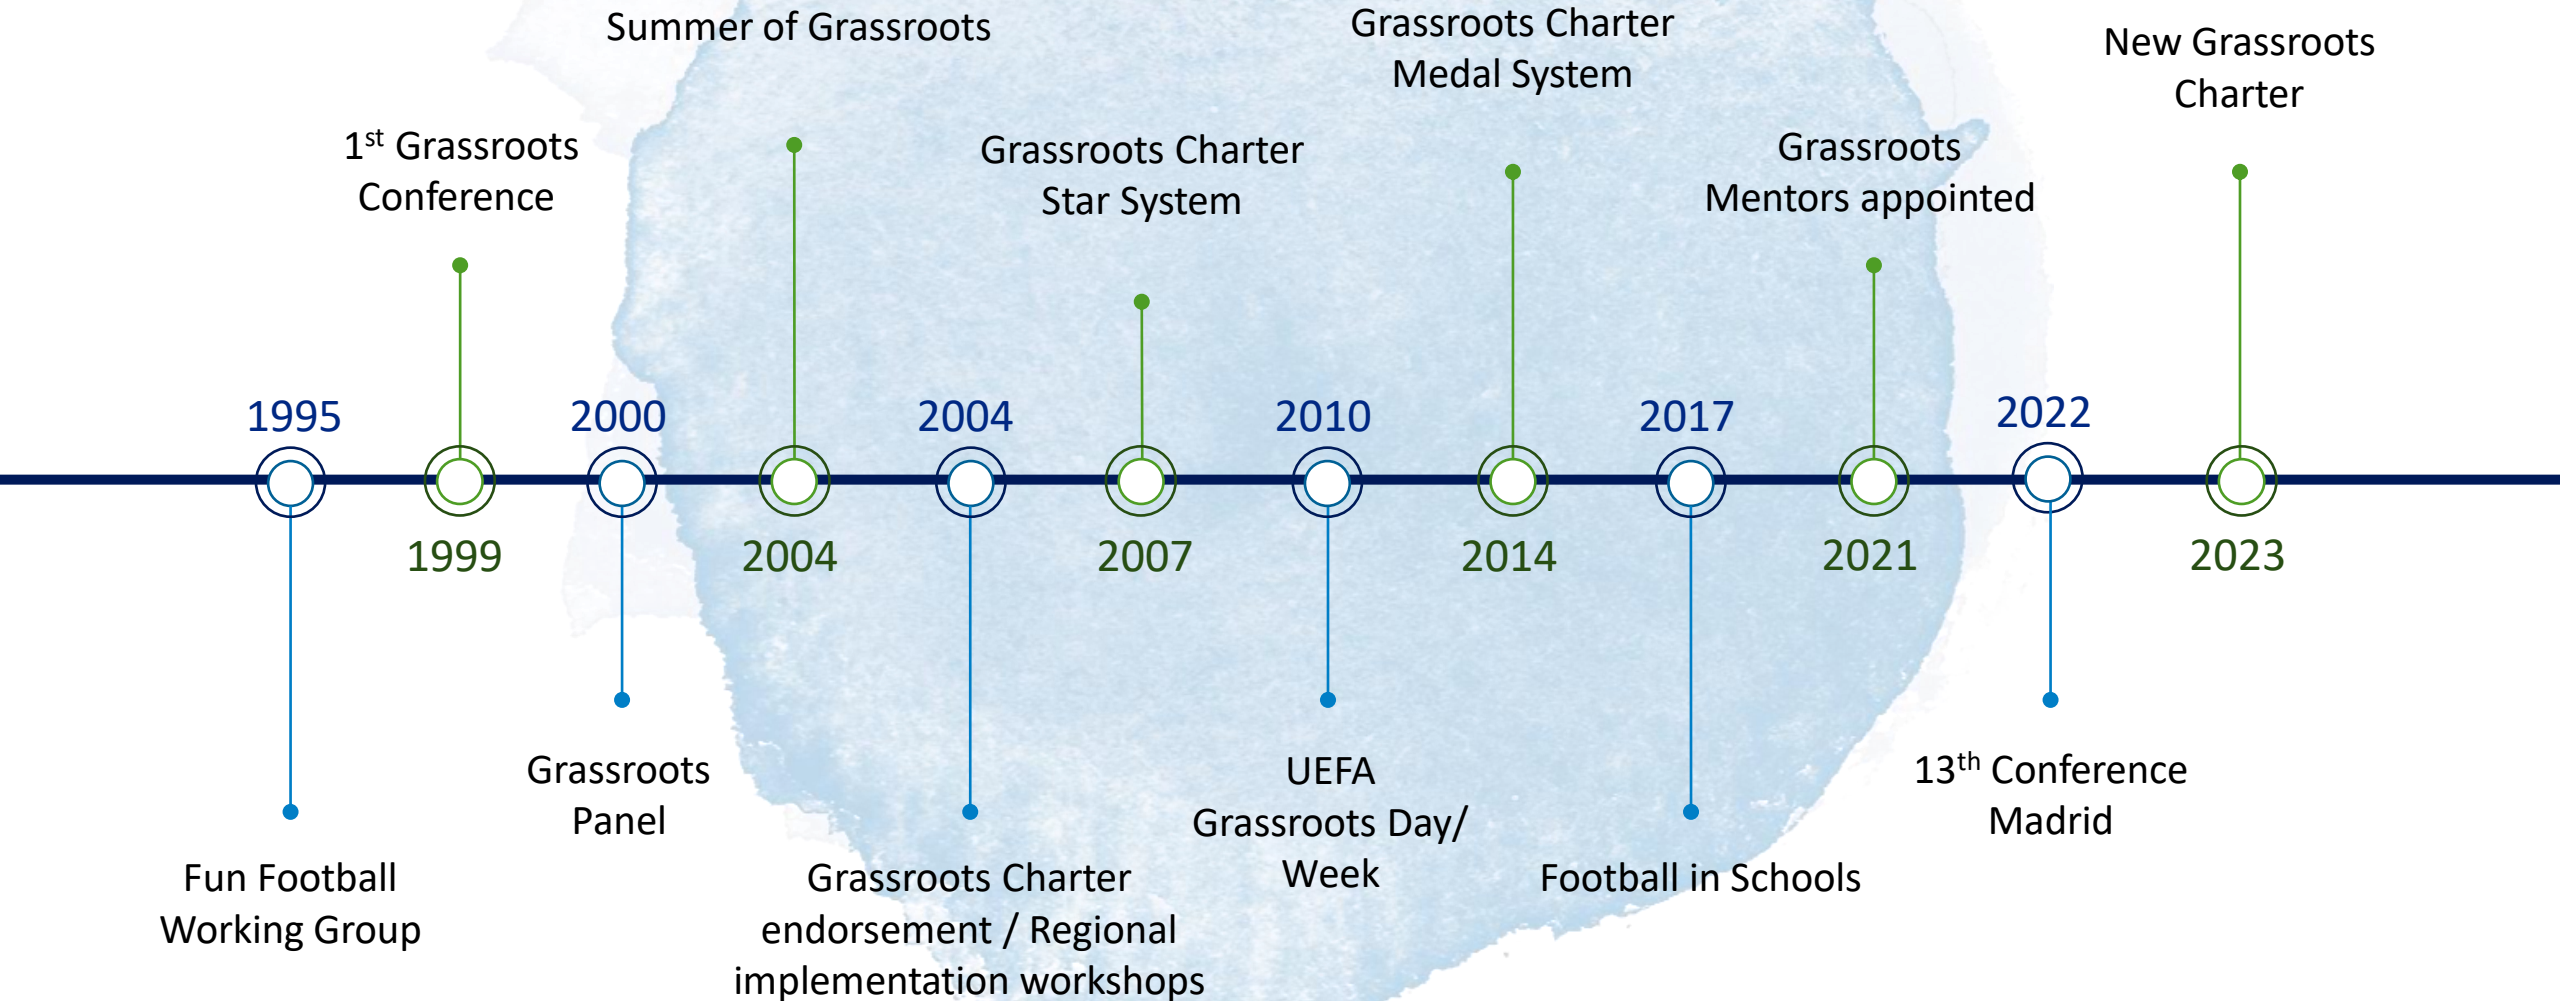 Summer of Grassroots
Grassroots Charter
Medal System
New Grassroots
Charter
1st Grassroots
Conference
Grassroots Charter
Star System
Grassroots
Mentors appointed
1995
2000
2004
2010
2017
2022
1999
2004
2007
2014
2021
2023
Grassroots
Panel
UEFA
Grassroots Day/
Week
13th Conference
Madrid
Fun Football
Working Group
Grassroots Charter
endorsement / Regional
implementation workshops
Football in Schools